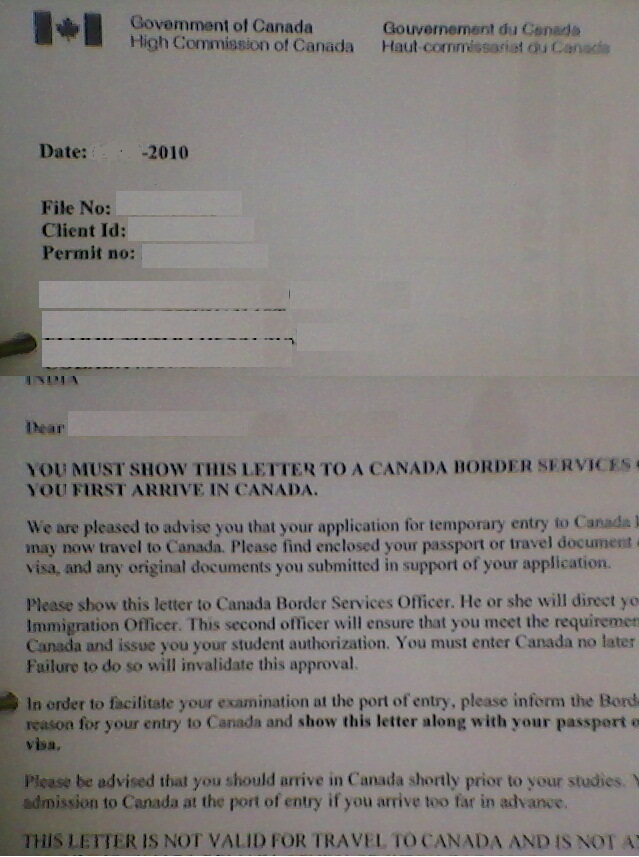 Government of Canada Gouvernement du Canada
High Commission of Canada Haut-commissariat du Canada
Date: -2010
File No:
Client Id:
Permit no:
INDIA
Dear
YOU MUST SHOW THIS LETTER TO A CANADA BORDER SERVICES
YOU FIRST ARRIVE IN CANADA.
We are pleased to advise you that your application for temporary entry to Canada
may now travel to Canada. Please find enclosed your passport or travel document
visa, and any original documents you submitted in support of your application.
Please show this letter to Canada Border Services Officer. He or she will direct yo
Immigration Officer. This second officer will ensure that you meet the requiremen
Canada and issue you your student authorization. You must enter Canada no later
Failure to do so will invalidate this approval.
In order to facilitate your examination at the port of entry, please inform the Bord
reason for your entry to Canada and show this letter along with your passport o
visa.
Please be advised that you should arrive in Canada shortly prior to your studies. Y
admission to Canada at the port of entry if you arrive too far in advance.
THIS LETTER IS NOT VALID FOR TRAVEL TO CANADA AND IS NOT AN